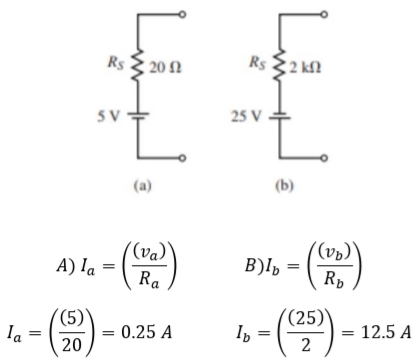 R_S 20 Ω R_S 2 kΩ
5 V 25 V
(a) (b)
A) I_a = (((v_a))/R_a) B)I_b = (((v_b))/R_b)
I_a = (((5))/20) = 0.25 A I_b = (((25))/2) = 12.5 A